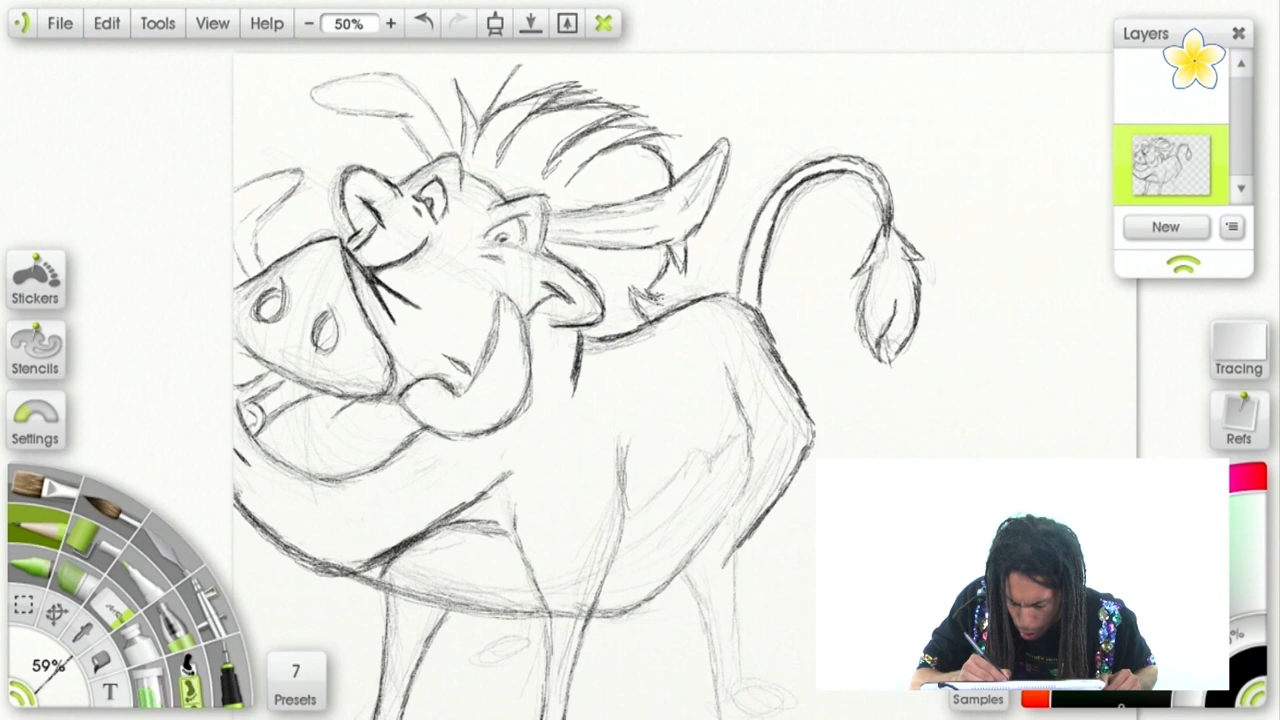 File Edit Tools View Help − 50% +
Layers
New
Stickers
Stencils
Settings
Tracing
Refs
59%
T
7
Presets
Samples